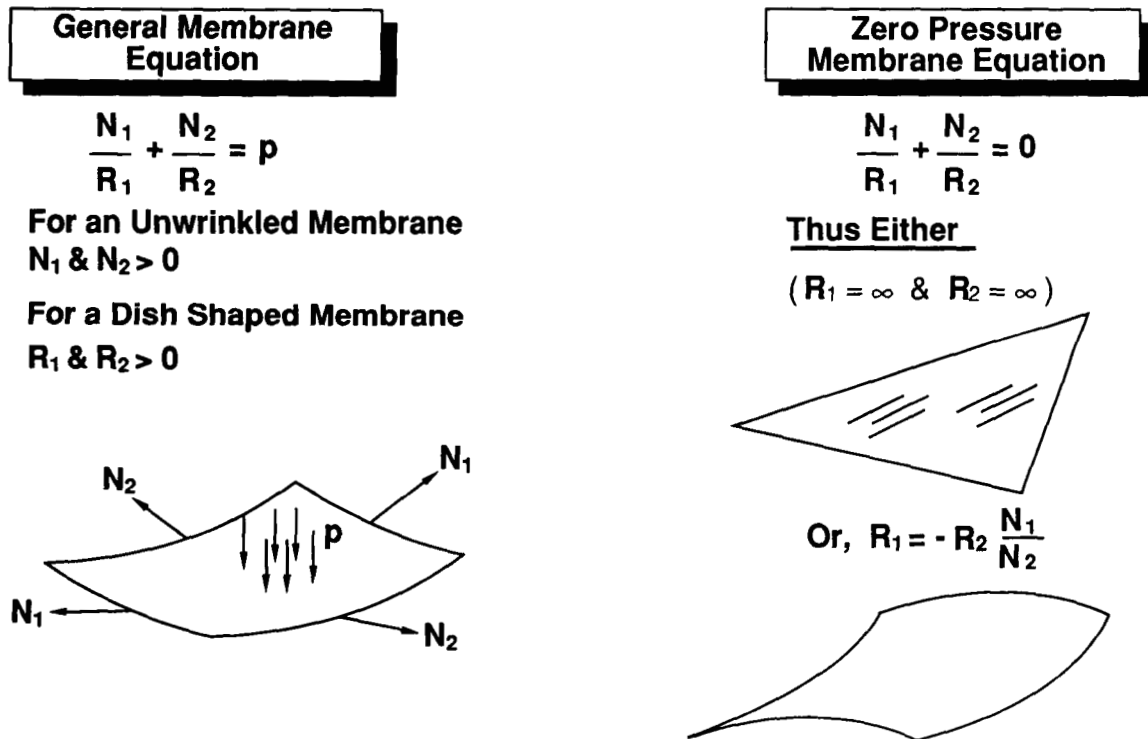 General Membrane
Equation
N₁/R₁ + N₂/R₂ = p
For an Unwrinkled Membrane
N₁ & N₂ > 0
For a Dish Shaped Membrane
R₁ & R₂ > 0
N₂
N₁
p
N₁
N₂
Zero Pressure
Membrane Equation
N₁/R₁ + N₂/R₂ = 0
Thus Either
( R₁ = ∞ & R₂ = ∞ )
Or, R₁ = - R₂ N₁/N₂